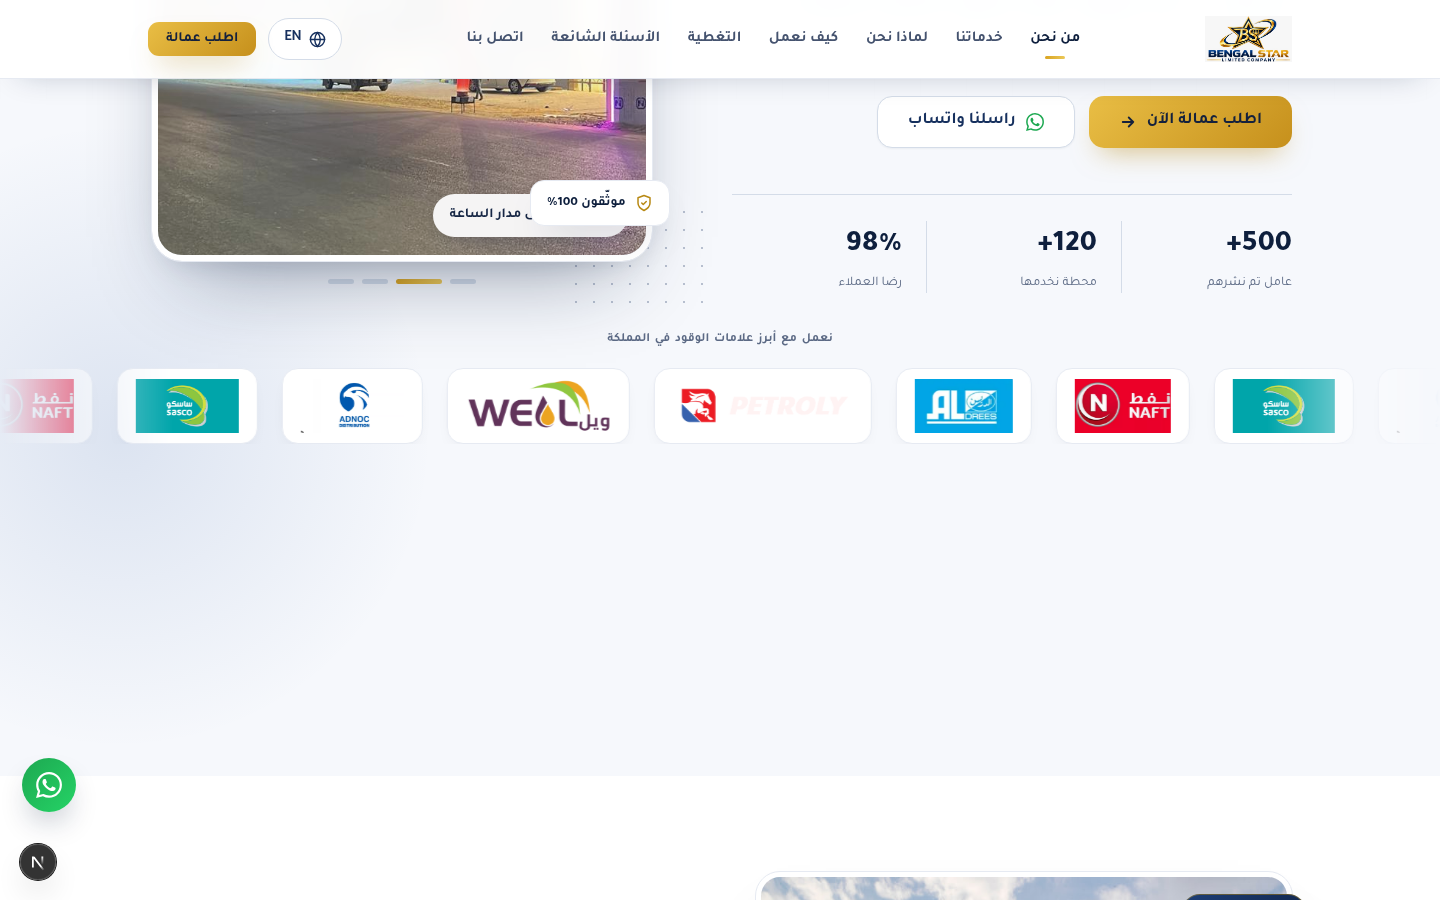 BENGAL STAR
LIMITED COMPANY
من نحن
خدماتنا
لماذا نحن
كيف نعمل
التغطية
الأسئلة الشائعة
اتصل بنا
EN
اطلب عمالة
اطلب عمالة الآن
راسلنا واتساب
موثّقون 100%
مدار الساعة
+500
عامل تم نشرهم
+120
محطة نخدمها
98%
رضا العملاء
نعمل مع أبرز علامات الوقود في المملكة
ساسكو
sasco
نفط
N NAFT
ALDREES
PETROLY
WEAL ويل
ADNOC
DISTRIBUTION
ساسكو
sasco
نفط
NAFT
N